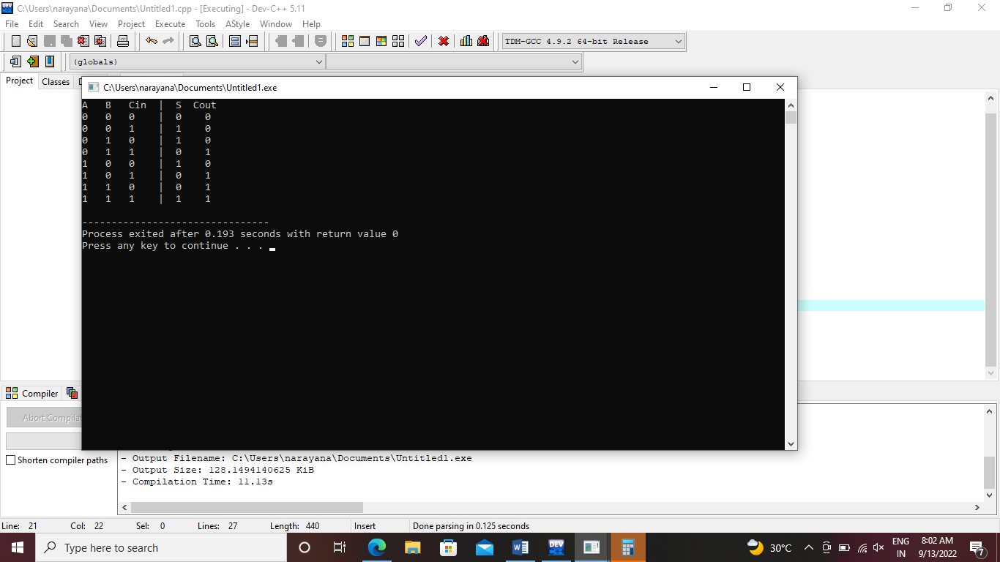 C:\Users\narayana\Documents\Untitled1.cpp - [Executing] - Dev-C++ 5.11
File Edit Search View Project Execute Tools AStyle Window Help
TDM-GCC 4.9.2 64-bit Release
(globals)
Project Classes
C:\Users\narayana\Documents\Untitled1.exe
A B Cin | S Cout
0 0 0 | 0 0
0 0 1 | 1 0
0 1 0 | 1 0
0 1 1 | 0 1
1 0 0 | 1 0
1 0 1 | 0 1
1 1 0 | 0 1
1 1 1 | 1 1
--------------------------------
Process exited after 0.193 seconds with return value 0
Press any key to continue . . .
Compiler
Abort
Shorten compiler paths
- Output Filename: C:\Users\narayana\Documents\Untitled1.exe
- Output Size: 128.1494140625 KiB
- Compilation Time: 11.13s
Line: 21 Col: 22 Sel: 0 Lines: 27 Length: 440 Insert Done parsing in 0.125 seconds
Type here to search
DEV
30°C
ENG
IN
8:02 AM
9/13/2022
7